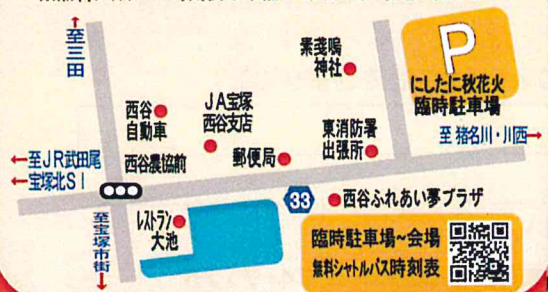 至三田
素戔嗚
神社
P
にしたに秋花火
臨時駐車場
西谷
自動車
JA宝塚
西谷支店
東消防署
出張所
至 猪名川・川西→
←至JR武田尾
←宝塚北SI
西谷農協前
郵便局
33
西谷ふれあい夢プラザ
至宝塚市街
レストラン
大池
臨時駐車場~会場
無料シャトルバス時刻表